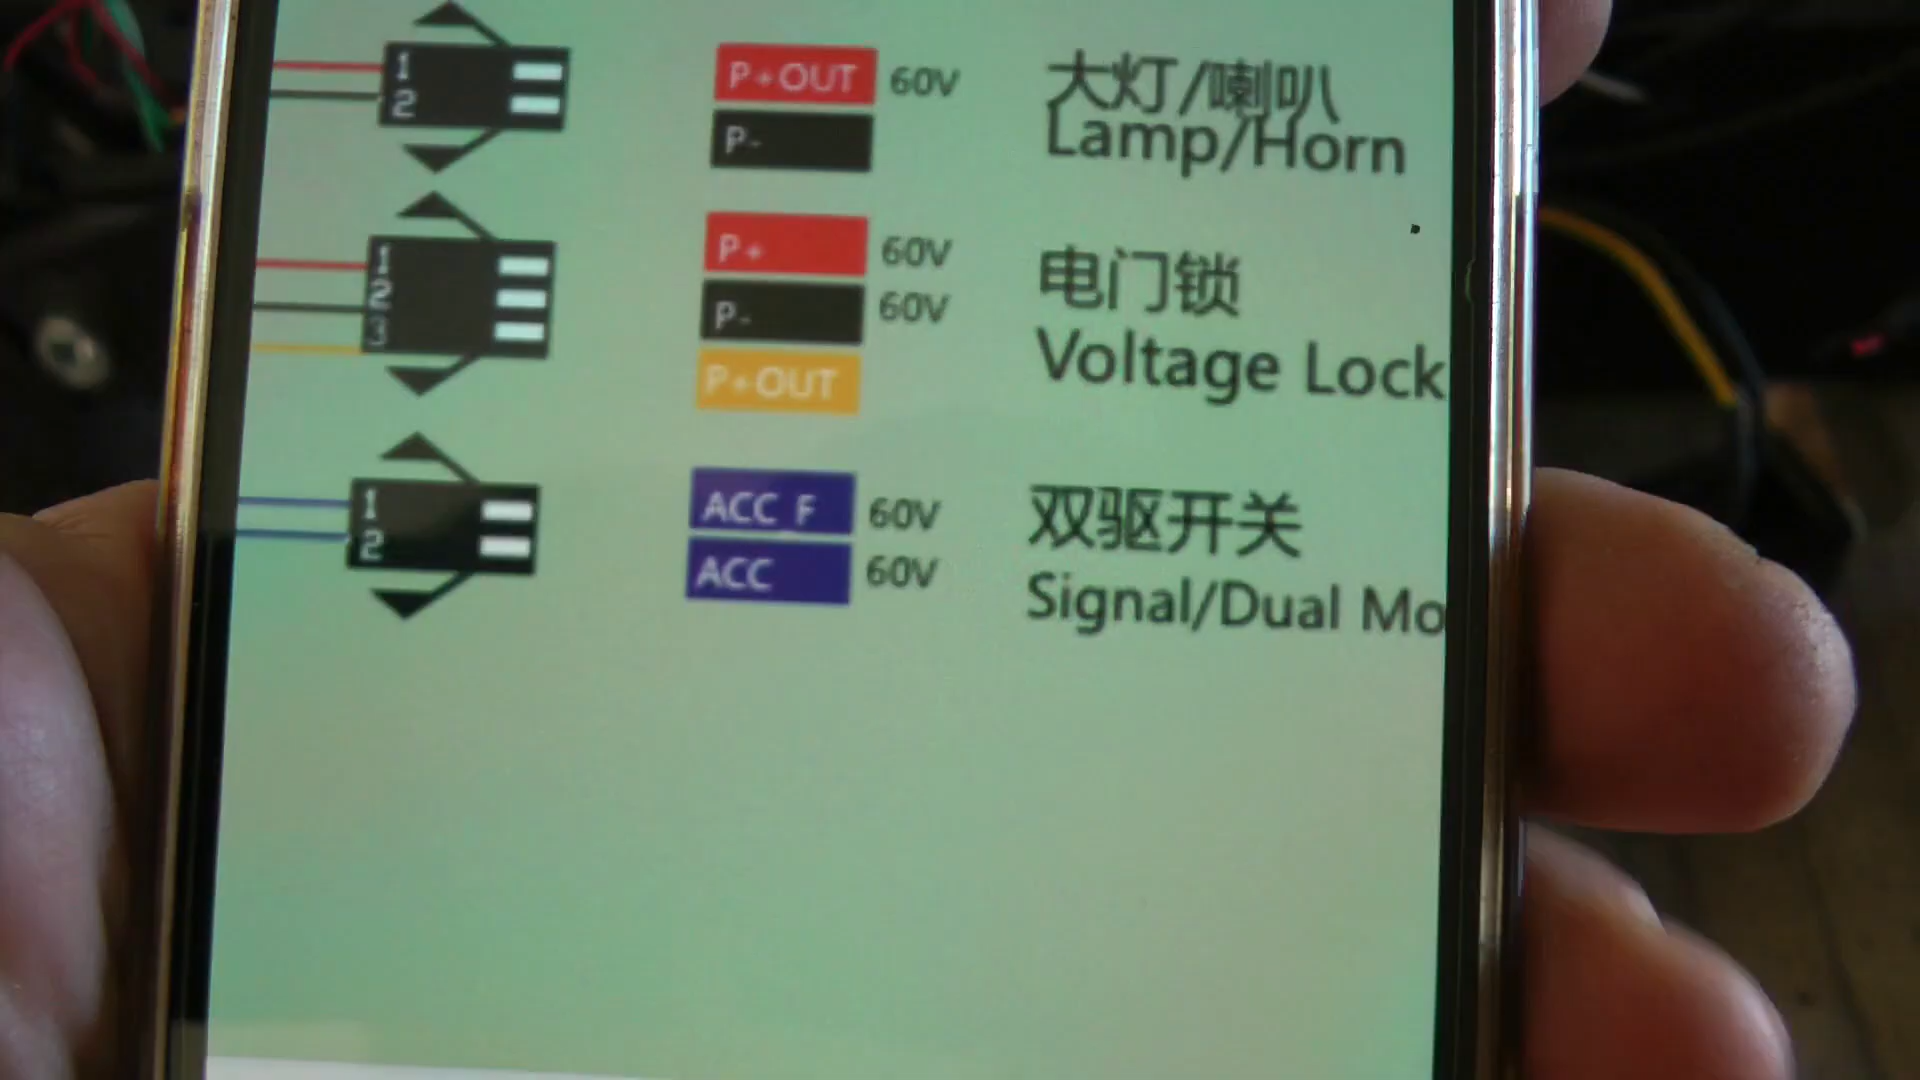 1
2
P+OUT 60V
P-
大灯/喇叭
Lamp/Horn
1
2
3
P+ 60V
P- 60V
P+OUT
电门锁
Voltage Lock
1
2
ACC F 60V
ACC 60V
双驱开关
Signal/Dual Mo